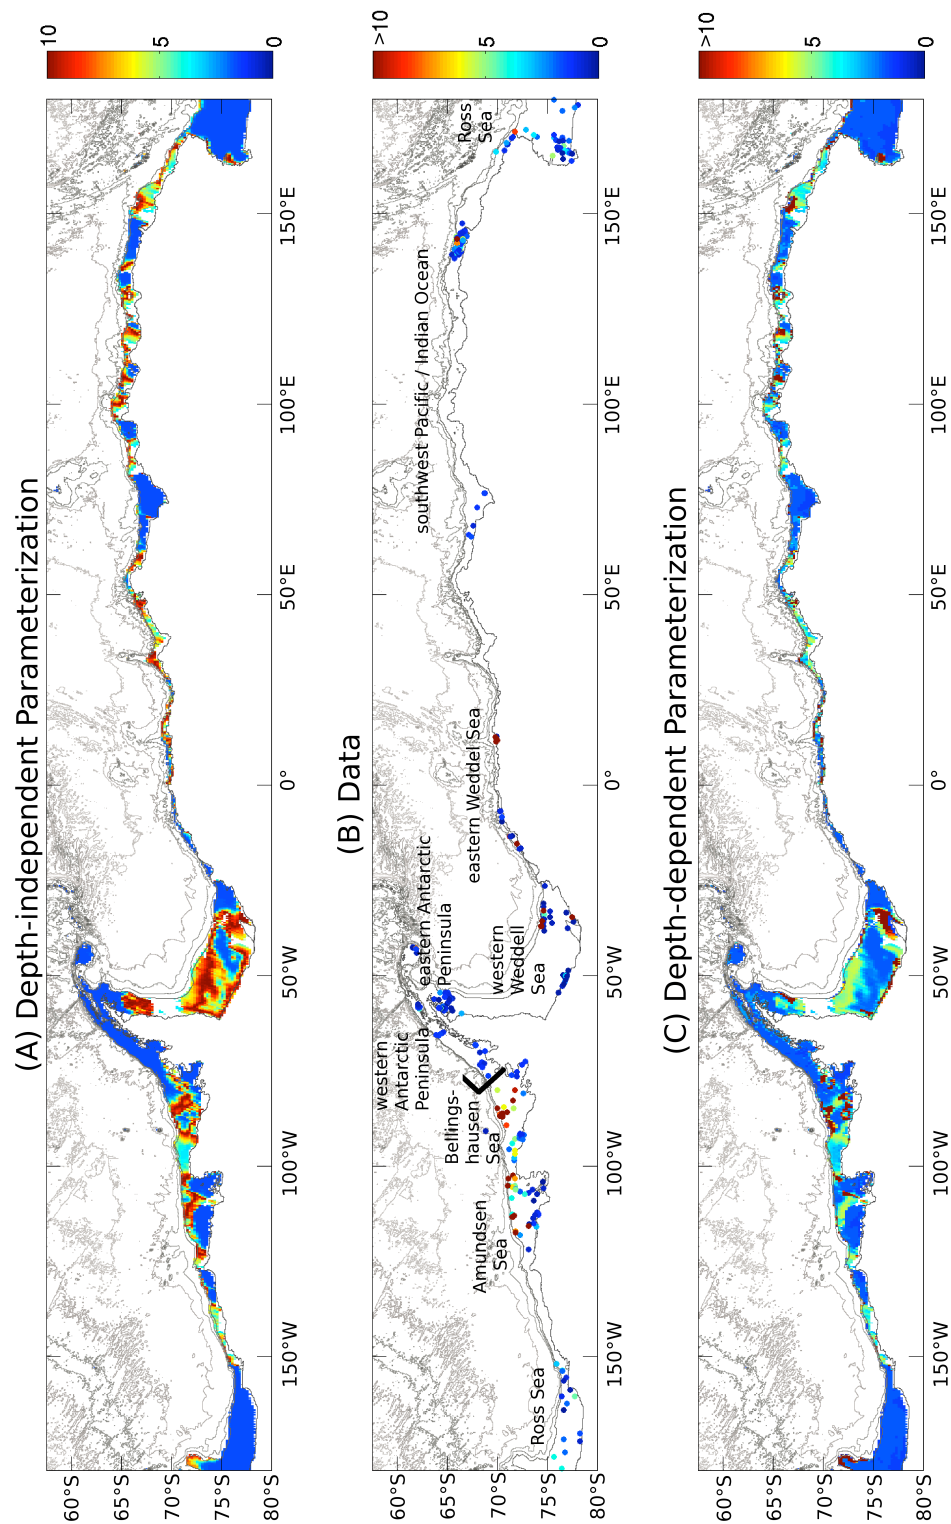 (A) Depth-independent Parameterization
10
5
0
60°S
65°S
70°S
75°S
80°S
150°W
100°W
50°W
0°
50°E
100°E
150°E
(B) Data
>10
5
0
60°S
65°S
70°S
75°S
80°S
150°W
100°W
50°W
0°
50°E
100°E
150°E
Ross Sea
Amundsen
Sea
Bellings-
hausen
Sea
western
Antarctic
Peninsula
eastern Antarctic
Peninsula
western
Weddell
Sea
eastern Weddel Sea
southwest Pacific / Indian Ocean
Ross
Sea
(C) Depth-dependent Parameterization
>10
5
0
60°S
65°S
70°S
75°S
80°S
150°W
100°W
50°W
0°
50°E
100°E
150°E